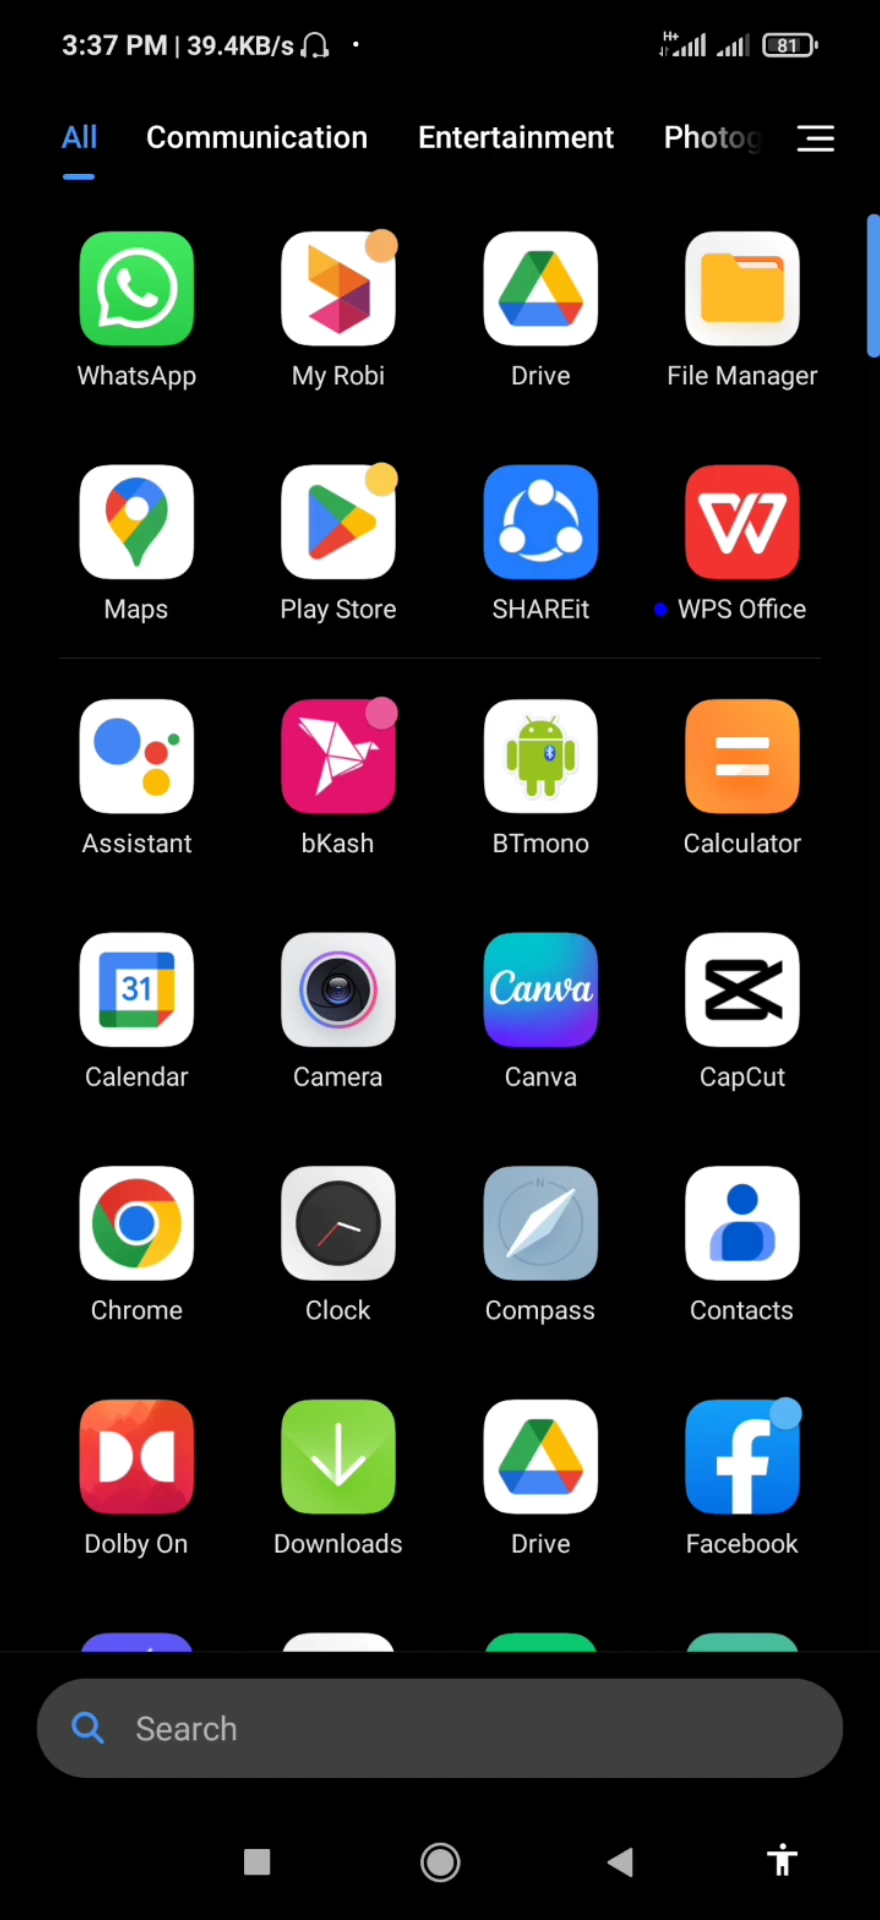 3:37 PM | 39.4KB/s H+ 81
All Communication Entertainment Photog
WhatsApp My Robi Drive File Manager
Maps Play Store SHAREit WPS Office
Assistant bKash BTmono Calculator
31 Canva
Calendar Camera Canva CapCut
N
Chrome Clock Compass Contacts
Dolby On Downloads Drive Facebook
Search